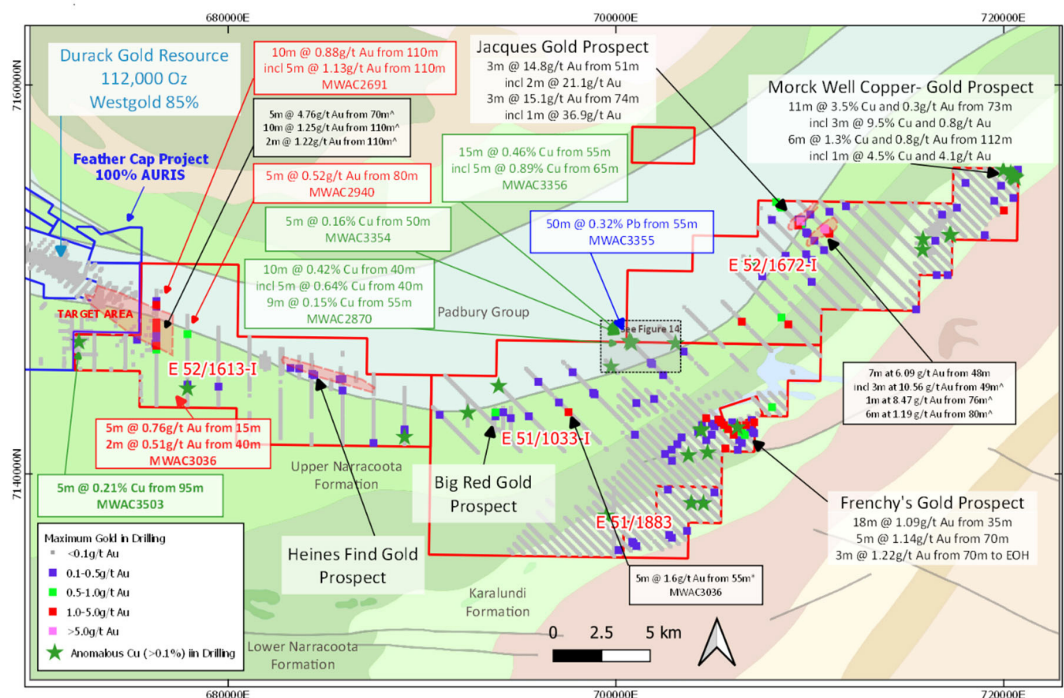 680000E
700000E
720000E
7160000N
7140000N
Durack Gold Resource
112,000 Oz
Westgold 85%
10m @ 0.88g/t Au from 110m
incl 5m @ 1.13g/t Au from 110m
MWAC2691
Jacques Gold Prospect
3m @ 14.8g/t Au from 51m
incl 2m @ 21.1g/t Au
3m @ 15.1g/t Au from 74m
incl 1m @ 36.9g/t Au
Morck Well Copper- Gold Prospect
11m @ 3.5% Cu and 0.3g/t Au from 73m
incl 3m @ 9.5% Cu and 0.8g/t Au
6m @ 1.3% Cu and 0.8g/t Au from 112m
incl 1m @ 4.5% Cu and 4.1g/t Au
5m @ 4.76g/t Au from 70m^
10m @ 1.25g/t Au from 110m^
2m @ 1.22g/t Au from 110m^
Feather Cap Project
100% AURIS
5m @ 0.52g/t Au from 80m
MWAC2940
15m @ 0.46% Cu from 55m
incl 5m @ 0.89% Cu from 65m
MWAC3356
5m @ 0.16% Cu from 50m
MWAC3354
50m @ 0.32% Pb from 55m
MWAC3355
10m @ 0.42% Cu from 40m
incl 5m @ 0.64% Cu from 40m
9m @ 0.15% Cu from 55m
MWAC2870
E 52/1672-I
TARGET AREA
Padbury Group
See Figure 14
E 52/1613-I
7m at 6.09 g/t Au from 48m
incl 3m at 10.56 g/t Au from 49m^
1m at 8.47 g/t Au from 76m^
6m at 1.19 g/t Au from 80m^
5m @ 0.76g/t Au from 15m
2m @ 0.51g/t Au from 40m
MWAC3036
E 51/1033-I
Upper Narracoota
Formation
Big Red Gold
Prospect
5m @ 0.21% Cu from 95m
MWAC3503
Frenchy's Gold Prospect
18m @ 1.09g/t Au from 35m
5m @ 1.14g/t Au from 70m
3m @ 1.22g/t Au from 70m to EOH
E 51/1883
Heines Find Gold
Prospect
5m @ 1.6g/t Au from 55m^
MWAC3036
Karalundi
Formation
Lower Narracoota
Formation
Maximum Gold in Drilling
<0.1g/t Au
0.1-0.5g/t Au
0.5-1.0g/t Au
1.0-5.0g/t Au
>5.0g/t Au
Anomalous Cu (>0.1%) iin Drilling
0 2.5 5 km